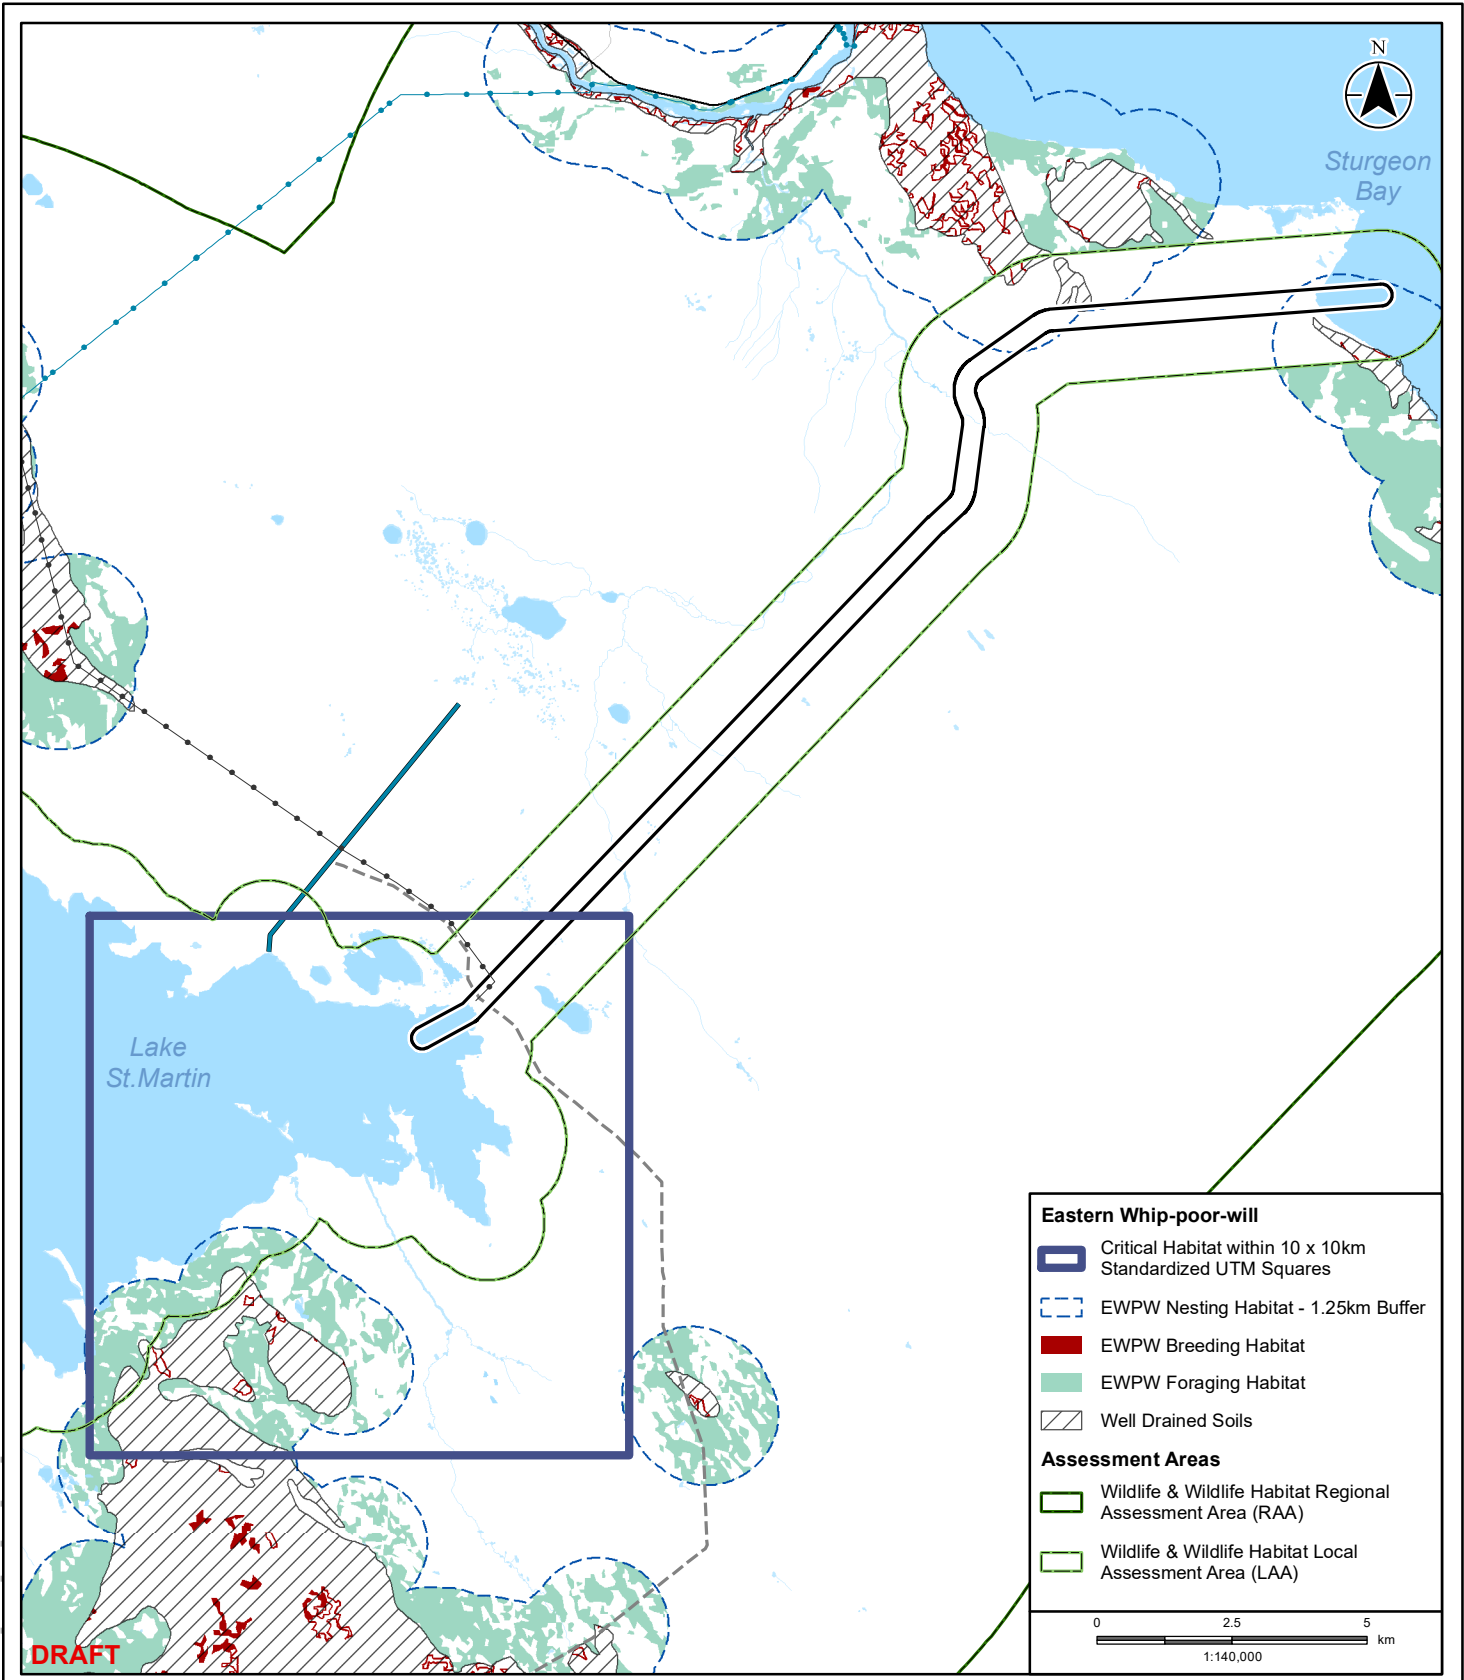 N
Sturgeon
Bay
Lake
St.Martin
Eastern Whip-poor-will
Critical Habitat within 10 x 10km
Standardized UTM Squares
EWPW Nesting Habitat - 1.25km Buffer
EWPW Breeding Habitat
EWPW Foraging Habitat
Well Drained Soils
Assessment Areas
Wildlife & Wildlife Habitat Regional
Assessment Area (RAA)
Wildlife & Wildlife Habitat Local
Assessment Area (LAA)
0 2.5 5
km
1:140,000
DRAFT